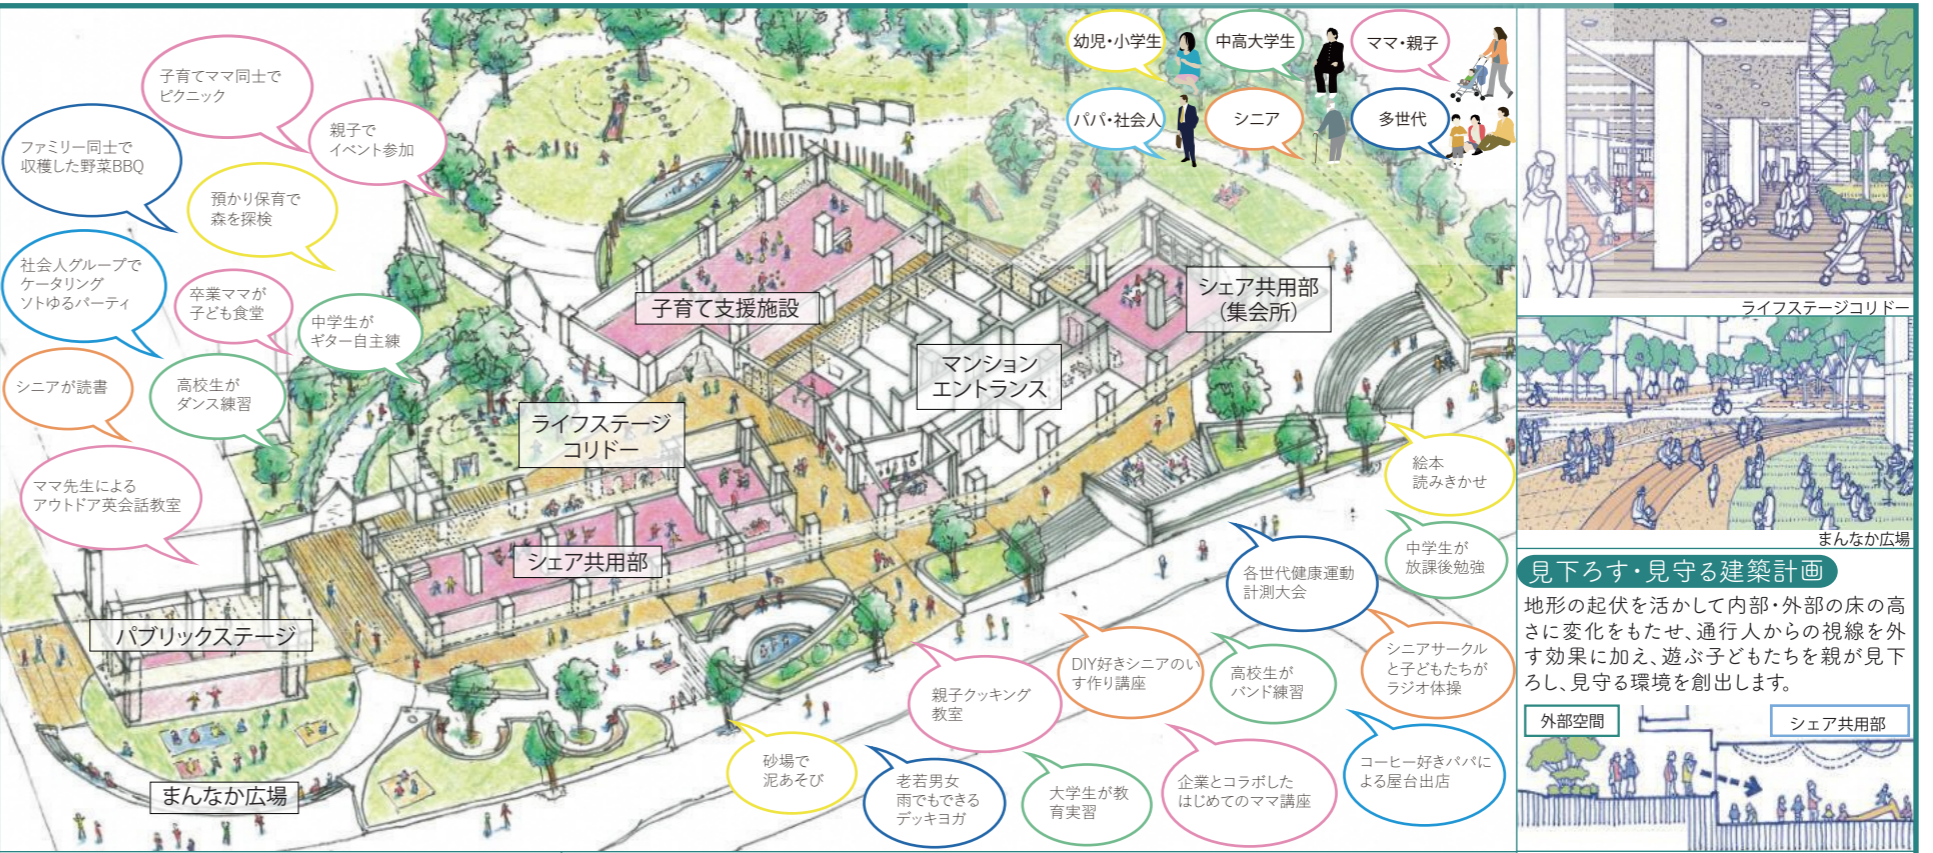 子育てママ同士で
ピクニック
親子で
イベント参加
ファミリー同士で
収穫した野菜BBQ
預かり保育で
森を探検
社会人グループで
ケータリング
ソトゆるパーティ
卒業ママが
子ども食堂
中学生が
ギター自主練
シニアが読書
高校生が
ダンス練習
ママ先生による
アウトドア英会話教室
幼児・小学生
中高大学生
ママ・親子
パパ・社会人
シニア
多世代
子育て支援施設
シェア共用部
(集会所)
マンション
エントランス
ライフステージ
コリドー
シェア共用部
パブリックステージ
まんなか広場
絵本
読みきかせ
中学生が
放課後勉強
各世代健康運動
計測大会
シニアサークル
と子どもたちが
ラジオ体操
DIY好きシニアのい
す作り講座
高校生が
バンド練習
親子クッキング
教室
砂場で
泥あそび
老若男女
雨でもできる
デッキヨガ
大学生が教
育実習
企業とコラボした
はじめてのママ講座
コーヒー好きパパに
よる屋台出店
ライフステージコリドー
まんなか広場
見下ろす・見守る建築計画
地形の起伏を活かして内部・外部の床の高
さに変化をもたせ、通行人からの視線を外
す効果に加え、遊ぶ子どもたちを親が見下
ろし、見守る環境を創出します。
外部空間
シェア共用部